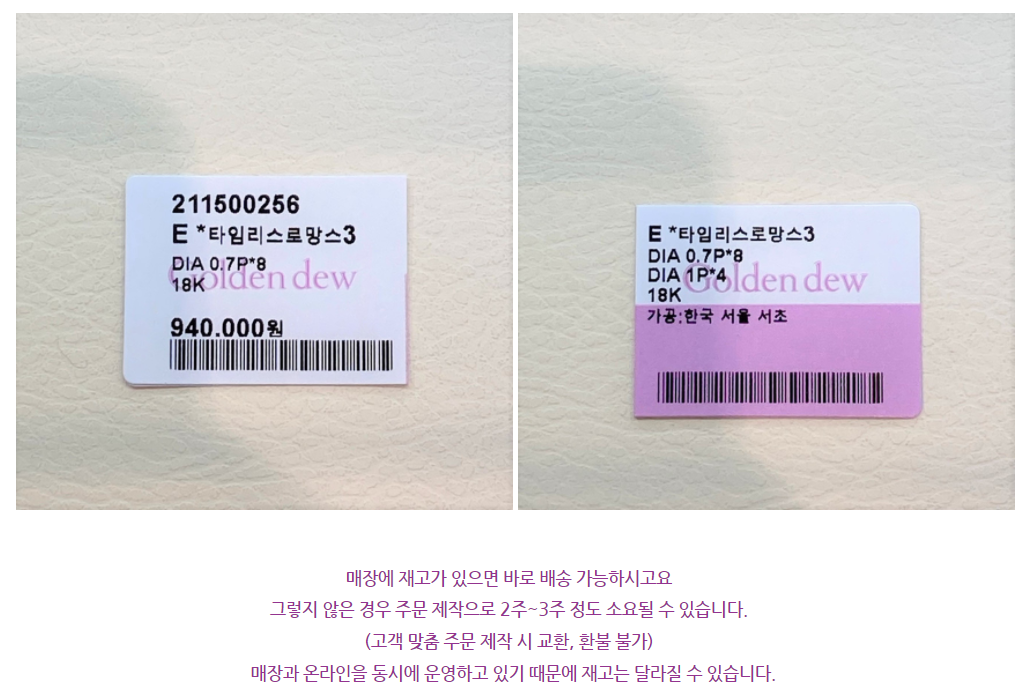 211500256
E *타임리스로망스3
DIA 0.7P*8
18K
Golden dew
940.000원
E *타임리스로망스3
DIA 0.7P*8
DIA 1P*4
Golden dew
18K
가공:한국 서울 서초
매장에 재고가 있으면 바로 배송 가능하시고요
그렇지 않은 경우 주문 제작으로 2주~3주 정도 소요될 수 있습니다.
(고객 맞춤 주문 제작 시 교환, 환불 불가)
매장과 온라인을 동시에 운영하고 있기 때문에 재고는 달라질 수 있습니다.